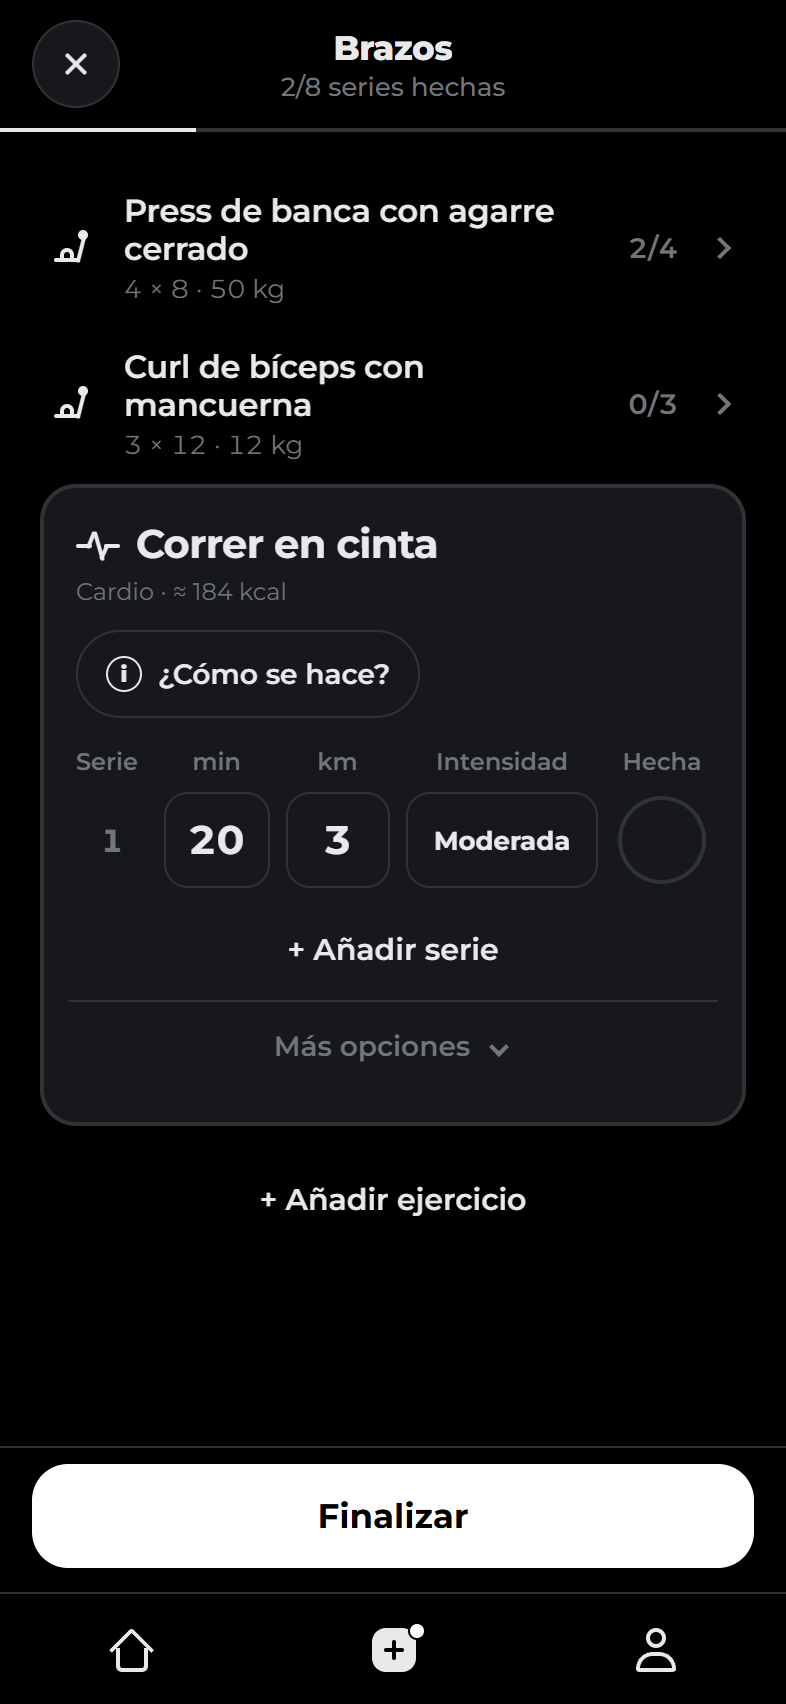 Brazos
2/8 series hechas
Press de banca con agarre
cerrado
2/4
4 × 8 · 50 kg
Curl de bíceps con
mancuerna
0/3
3 × 12 · 12 kg
Correr en cinta
Cardio · ≈ 184 kcal
¿Cómo se hace?
Serie min km Intensidad Hecha
1 20 3 Moderada
+ Añadir serie
Más opciones
+ Añadir ejercicio
Finalizar